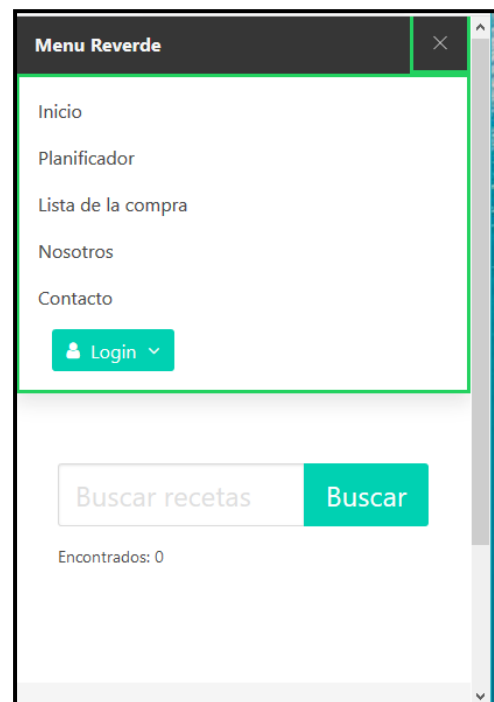 Menu Reverde
Inicio
Planificador
Lista de la compra
Nosotros
Contacto
Login
Buscar recetas Buscar
Encontrados: 0